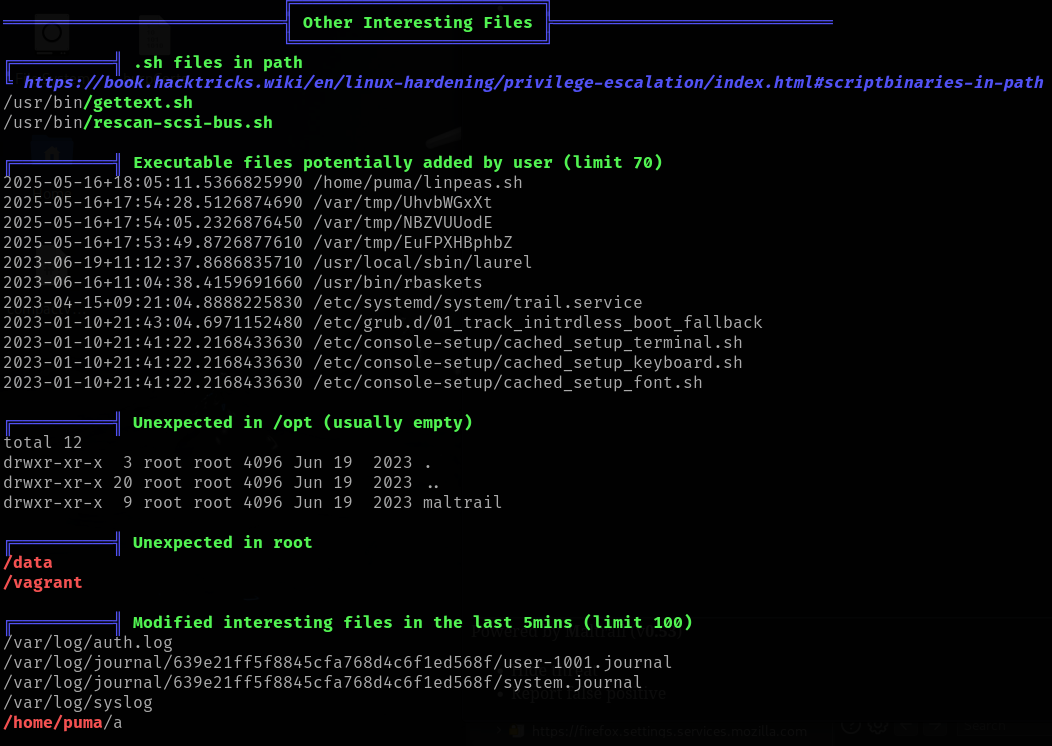 Other Interesting Files
.sh files in path
https://book.hacktricks.wiki/en/linux-hardening/privilege-escalation/index.html#scriptbinaries-in-path
/usr/bin/gettext.sh
/usr/bin/rescan-scsi-bus.sh
Executable files potentially added by user (limit 70)
2025-05-16+18:05:11.5366825990 /home/puma/linpeas.sh
2025-05-16+17:54:28.5126874690 /var/tmp/UhvbWGxXt
2025-05-16+17:54:05.2326876450 /var/tmp/NBZVUUodE
2025-05-16+17:53:49.8726877610 /var/tmp/EuFPXHBphbZ
2023-06-19+11:12:37.8686835710 /usr/local/sbin/laurel
2023-06-16+11:04:38.4159691660 /usr/bin/rbaskets
2023-04-15+09:21:04.8888225830 /etc/systemd/system/trail.service
2023-01-10+21:43:04.6971152480 /etc/grub.d/01_track_initrdless_boot_fallback
2023-01-10+21:41:22.2168433630 /etc/console-setup/cached_setup_terminal.sh
2023-01-10+21:41:22.2168433630 /etc/console-setup/cached_setup_keyboard.sh
2023-01-10+21:41:22.2168433630 /etc/console-setup/cached_setup_font.sh
Unexpected in /opt (usually empty)
total 12
drwxr-xr-x  3 root root 4096 Jun 19  2023 .
drwxr-xr-x 20 root root 4096 Jun 19  2023 ..
drwxr-xr-x  9 root root 4096 Jun 19  2023 maltrail
Unexpected in root
/data
/vagrant
Modified interesting files in the last 5mins (limit 100)
/var/log/auth.log
/var/log/journal/639e21ff5f8845cfa768d4c6f1ed568f/user-1001.journal
/var/log/journal/639e21ff5f8845cfa768d4c6f1ed568f/system.journal
/var/log/syslog
/home/puma/a
https://firefox.settings.services.mozilla.com